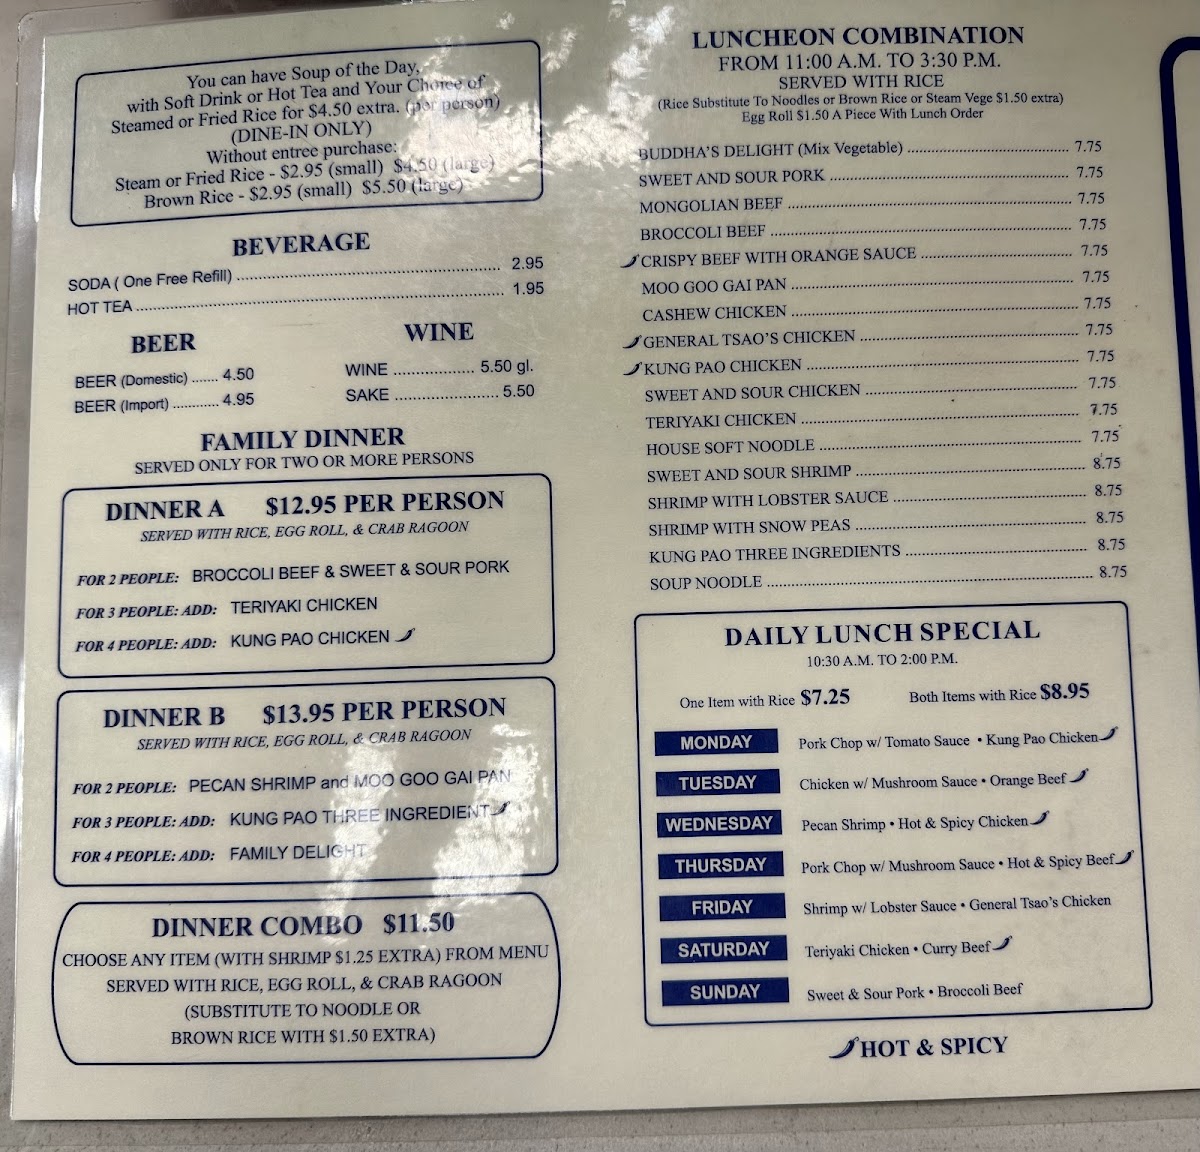 You can have Soup of the Day,
with Soft Drink or Hot Tea and Your Choice of
Steamed or Fried Rice for $4.50 extra. (per person)
(DINE-IN ONLY)
Without entree purchase:
Steam or Fried Rice - $2.95 (small) $4.50 (large)
Brown Rice - $2.95 (small) $5.50 (large)
BEVERAGE
SODA ( One Free Refill) 2.95
HOT TEA 1.95
BEER
BEER (Domestic) 4.50
BEER (Import) 4.95
WINE
WINE 5.50 gl.
SAKE 5.50
FAMILY DINNER
SERVED ONLY FOR TWO OR MORE PERSONS
DINNER A $12.95 PER PERSON
SERVED WITH RICE, EGG ROLL, & CRAB RAGOON
FOR 2 PEOPLE: BROCCOLI BEEF & SWEET & SOUR PORK
FOR 3 PEOPLE: ADD: TERIYAKI CHICKEN
FOR 4 PEOPLE: ADD: KUNG PAO CHICKEN
DINNER B $13.95 PER PERSON
SERVED WITH RICE, EGG ROLL, & CRAB RAGOON
FOR 2 PEOPLE: PECAN SHRIMP and MOO GOO GAI PAN
FOR 3 PEOPLE: ADD: KUNG PAO THREE INGREDIENT
FOR 4 PEOPLE: ADD: FAMILY DELIGHT
DINNER COMBO $11.50
CHOOSE ANY ITEM (WITH SHRIMP $1.25 EXTRA) FROM MENU
SERVED WITH RICE, EGG ROLL, & CRAB RAGOON
(SUBSTITUTE TO NOODLE OR
BROWN RICE WITH $1.50 EXTRA)
LUNCHEON COMBINATION
FROM 11:00 A.M. TO 3:30 P.M.
SERVED WITH RICE
(Rice Substitute To Noodles or Brown Rice or Steam Vege $1.50 extra)
Egg Roll $1.50 A Piece With Lunch Order
BUDDHA'S DELIGHT (Mix Vegetable) 7.75
SWEET AND SOUR PORK 7.75
MONGOLIAN BEEF 7.75
BROCCOLI BEEF 7.75
CRISPY BEEF WITH ORANGE SAUCE 7.75
MOO GOO GAI PAN 7.75
CASHEW CHICKEN 7.75
GENERAL TSAO'S CHICKEN 7.75
KUNG PAO CHICKEN 7.75
SWEET AND SOUR CHICKEN 7.75
TERIYAKI CHICKEN 7.75
HOUSE SOFT NOODLE 7.75
SWEET AND SOUR SHRIMP 8.75
SHRIMP WITH LOBSTER SAUCE 8.75
SHRIMP WITH SNOW PEAS 8.75
KUNG PAO THREE INGREDIENTS 8.75
SOUP NOODLE 8.75
DAILY LUNCH SPECIAL
10:30 A.M. TO 2:00 P.M.
One Item with Rice $7.25 Both Items with Rice $8.95
MONDAY Pork Chop w/ Tomato Sauce • Kung Pao Chicken
TUESDAY Chicken w/ Mushroom Sauce • Orange Beef
WEDNESDAY Pecan Shrimp • Hot & Spicy Chicken
THURSDAY Pork Chop w/ Mushroom Sauce • Hot & Spicy Beef
FRIDAY Shrimp w/ Lobster Sauce • General Tsao's Chicken
SATURDAY Teriyaki Chicken • Curry Beef
SUNDAY Sweet & Sour Pork • Broccoli Beef
HOT & SPICY